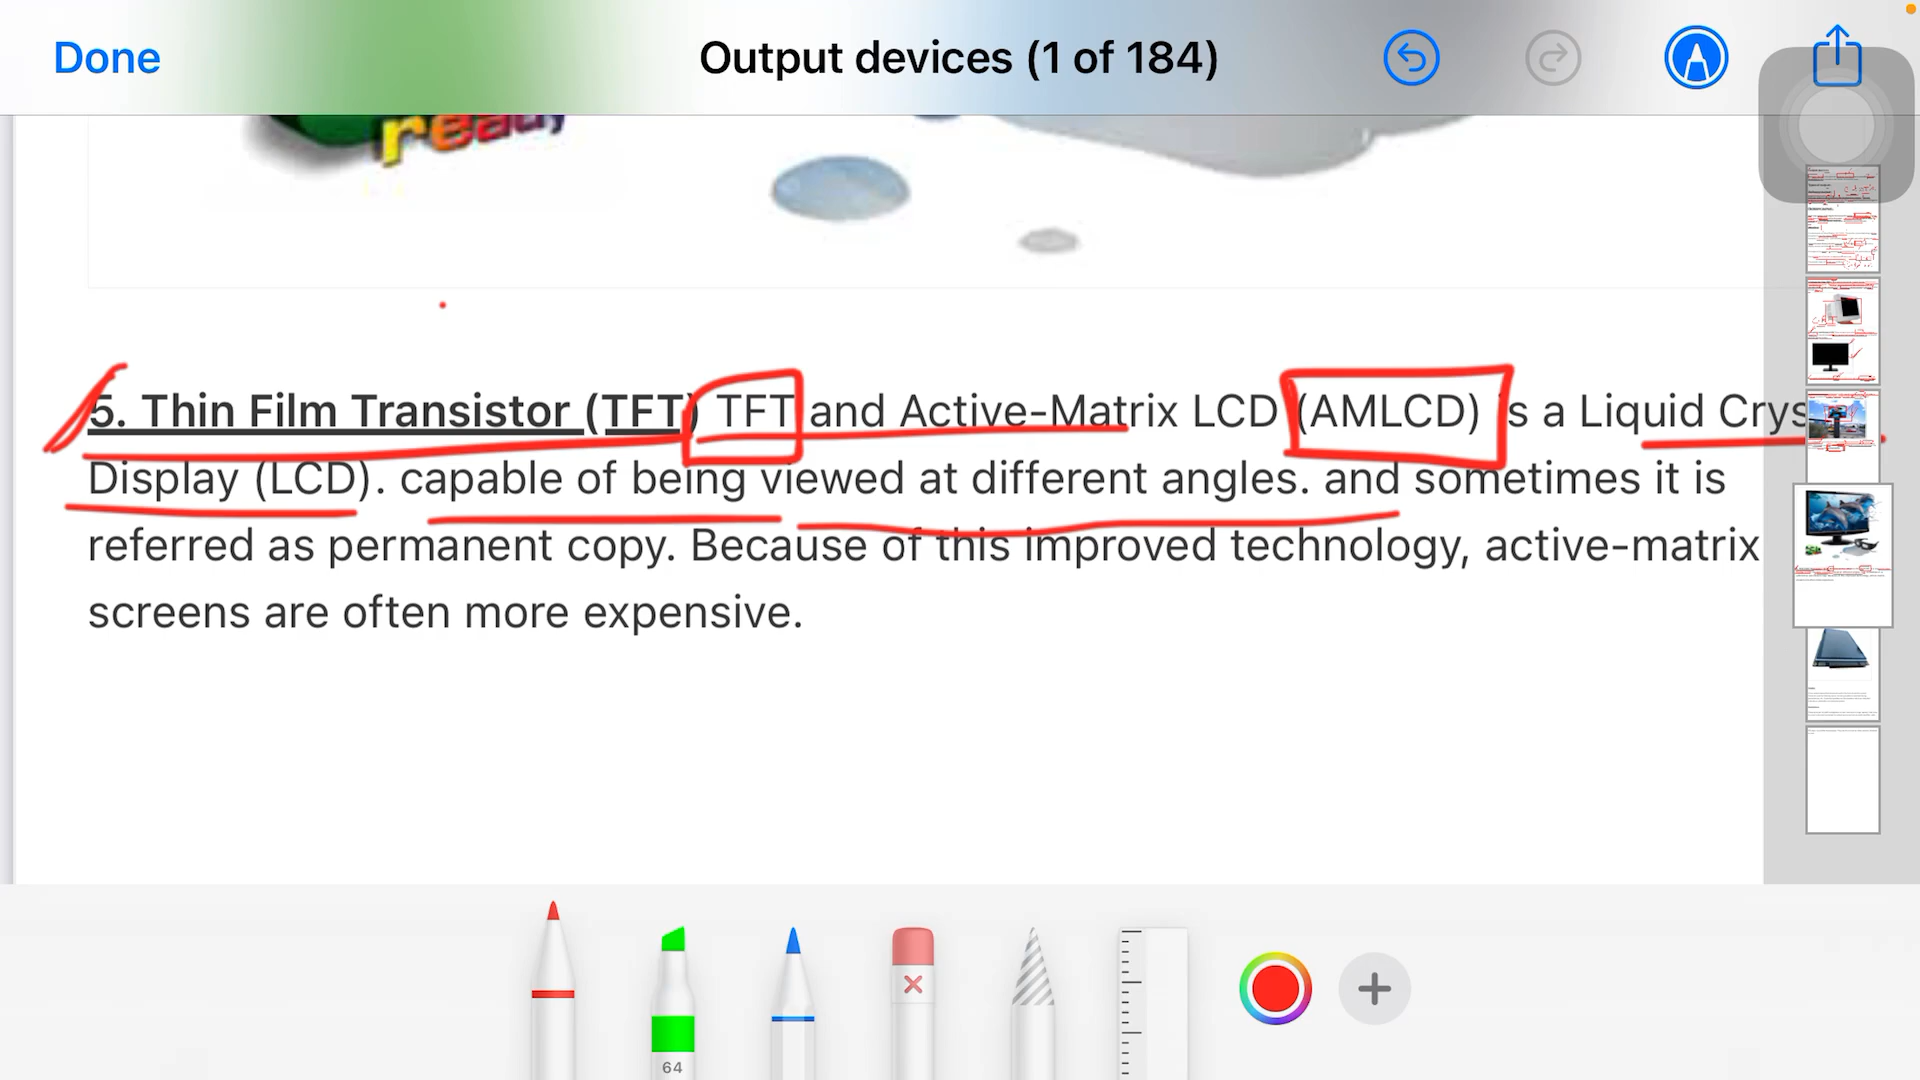 Done
Output devices (1 of 184)
ready
5. Thin Film Transistor (TFT) TFT and Active-Matrix LCD (AMLCD) is a Liquid Crys
Display (LCD). capable of being viewed at different angles. and sometimes it is
referred as permanent copy. Because of this improved technology, active-matrix
screens are often more expensive.
64